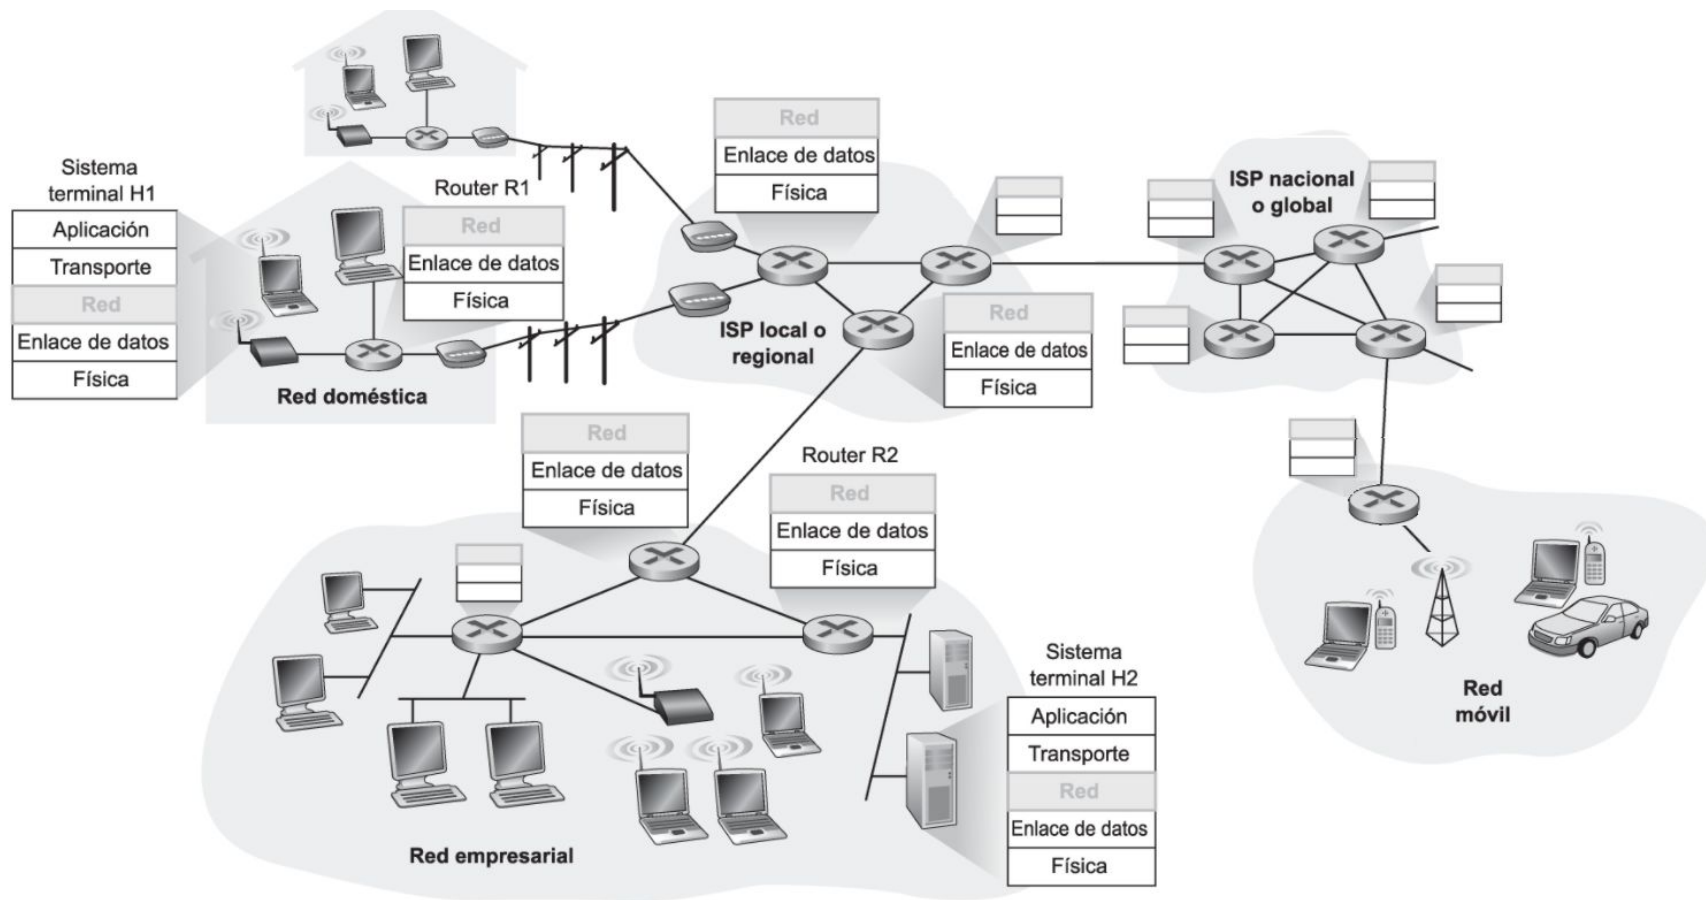 Sistema
terminal H1
Aplicación
Transporte
Red
Enlace de datos
Física
Router R1
Red
Enlace de datos
Física
Red doméstica
Red
Enlace de datos
Física
ISP local o
regional
Red
Enlace de datos
Física
ISP nacional
o global
Red
Enlace de datos
Física
Router R2
Red
Enlace de datos
Física
Sistema
terminal H2
Aplicación
Transporte
Red
Enlace de datos
Física
Red empresarial
Red
móvil